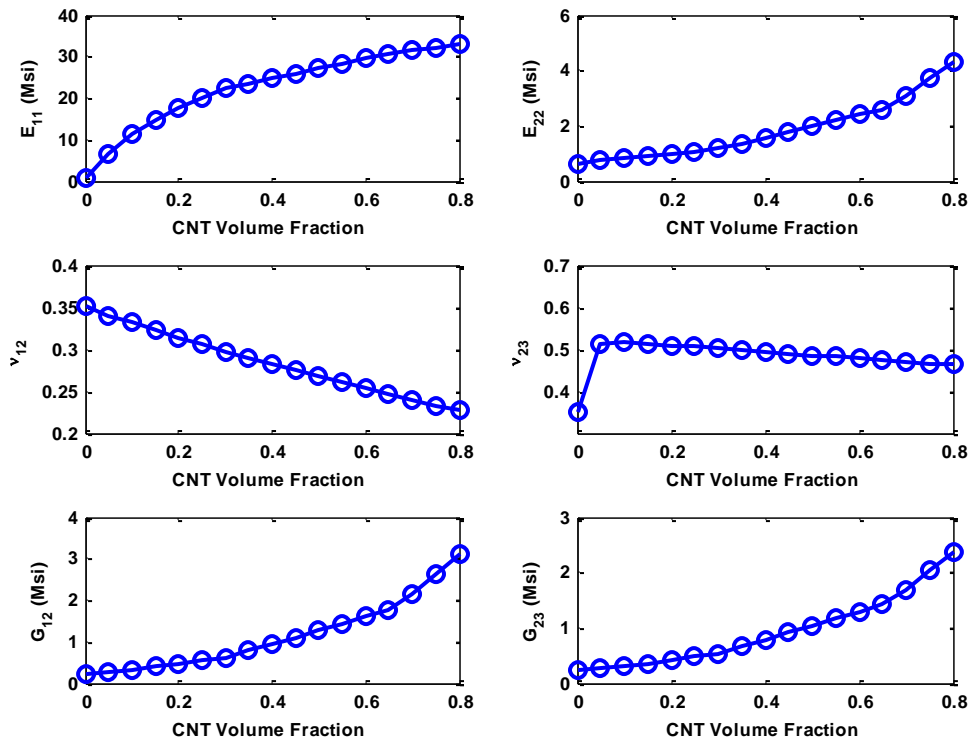 40
30
20
10
0
E11 (Msi)
0 0.2 0.4 0.6 0.8
CNT Volume Fraction
6
4
2
0
E22 (Msi)
0 0.2 0.4 0.6 0.8
CNT Volume Fraction
0.4
0.35
0.3
0.25
0.2
ν12
0 0.2 0.4 0.6 0.8
CNT Volume Fraction
0.7
0.6
0.5
0.4
ν23
0 0.2 0.4 0.6 0.8
CNT Volume Fraction
4
3
2
1
0
G12 (Msi)
0 0.2 0.4 0.6 0.8
CNT Volume Fraction
3
2
1
0
G23 (Msi)
0 0.2 0.4 0.6 0.8
CNT Volume Fraction